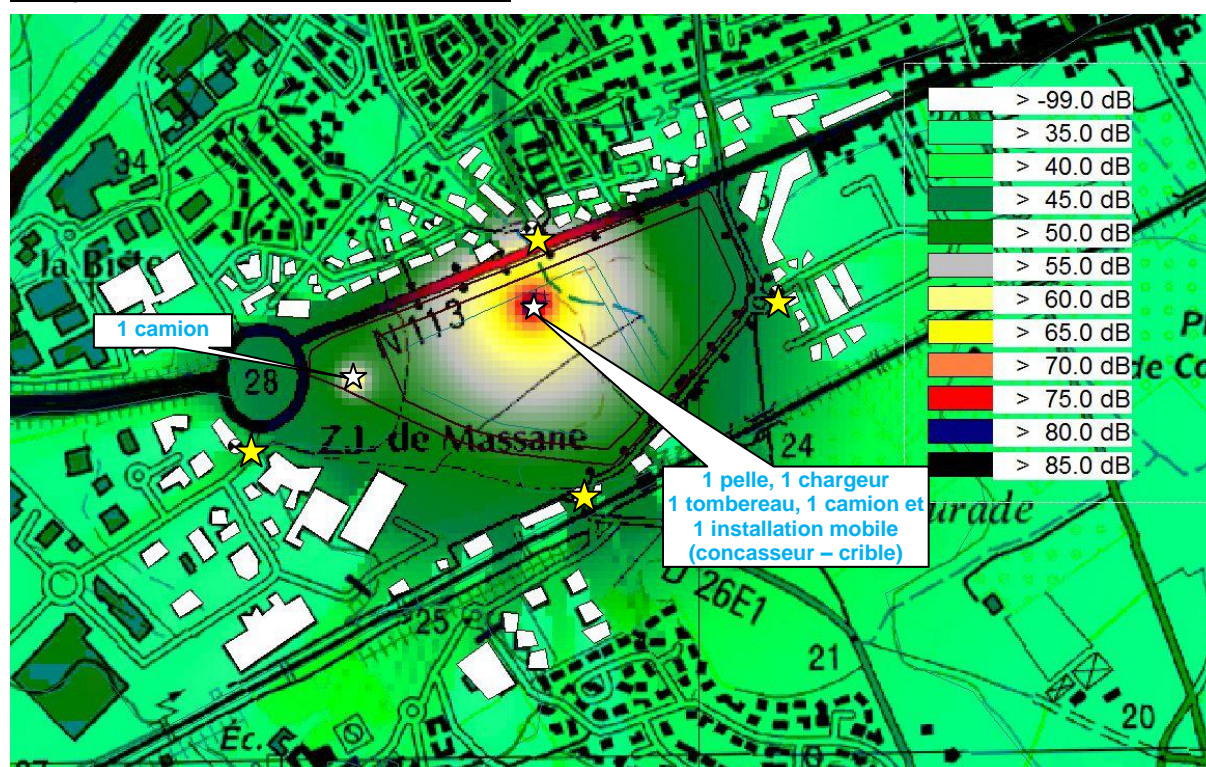 > -99.0 dB
> 35.0 dB
34
> 40.0 dB
> 45.0 dB
> 50.0 dB
la Biste
> 55.0 dB
> 60.0 dB
1 camion
N 113
> 65.0 dB
> 70.0 dB
28
> 75.0 dB
> 80.0 dB
Z.I. de Massane
24
> 85.0 dB
1 pelle, 1 chargeur
1 tombereau, 1 camion et
1 installation mobile
(concasseur – crible)
D 26E1
25
21
20
Éc.
27